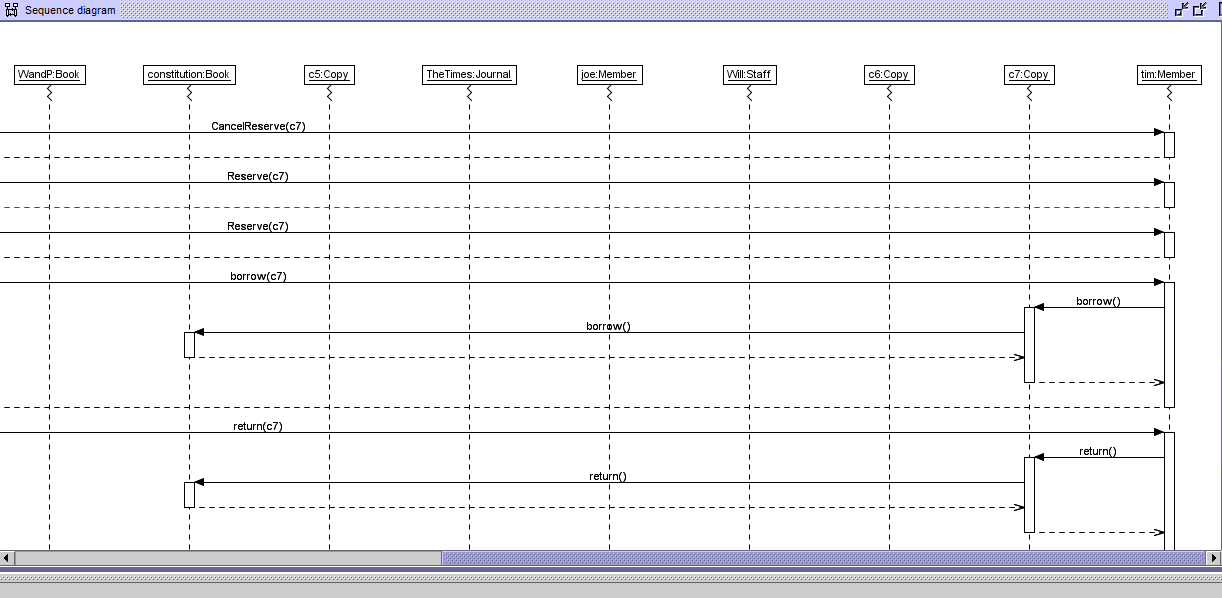 Sequence diagram
WandP:Book constitution:Book c5:Copy TheTimes:Journal joe:Member Will:Staff c6:Copy c7:Copy tim:Member
CancelReserve(c7)
Reserve(c7)
Reserve(c7)
borrow(c7)
borrow()
borrow()
return(c7)
return()
return()